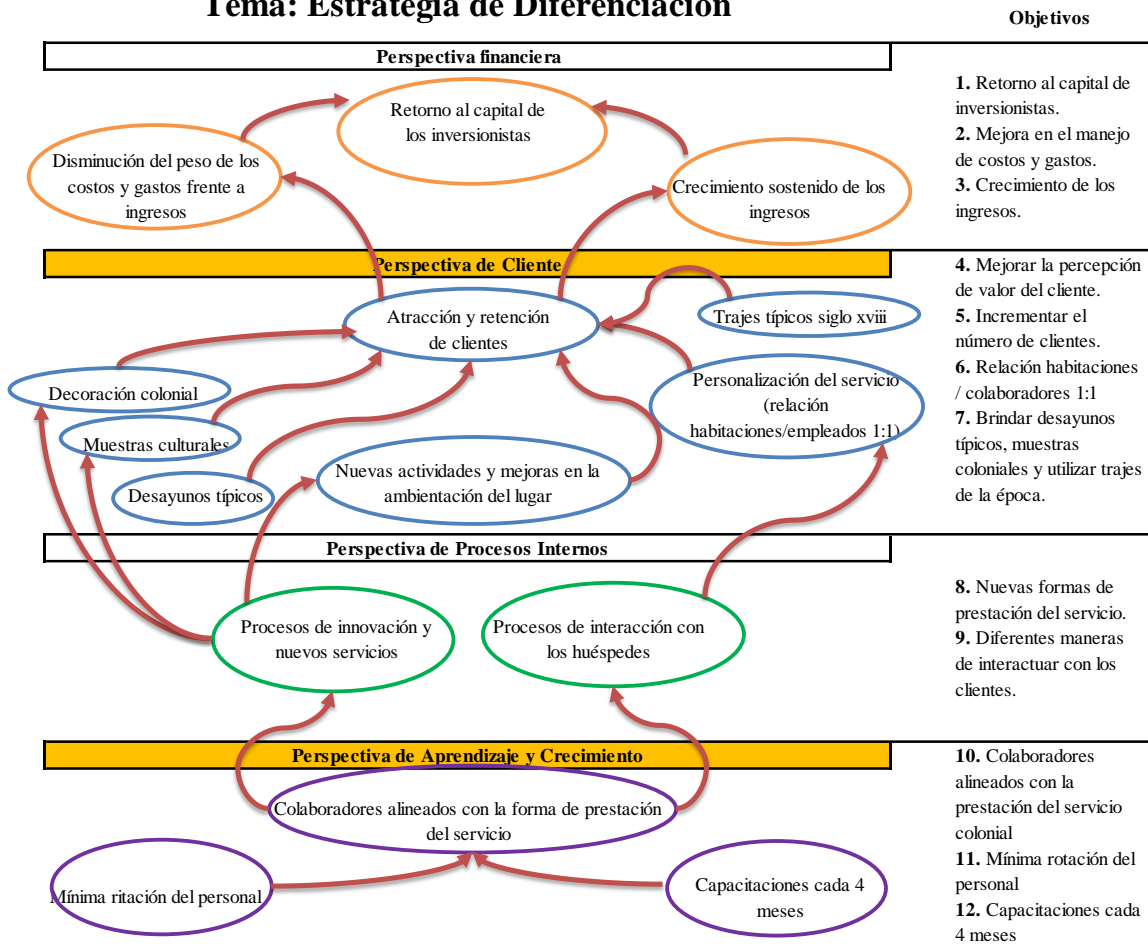 Tema: Estrategia de Diferenciación
Objetivos
Perspectiva financiera
Retorno al capital de
los inversionistas
Disminución del peso de los
costos y gastos frente a
ingresos
Crecimiento sostenido de los
ingresos
1. Retorno al capital de
inversionistas.
2. Mejora en el manejo
de costos y gastos.
3. Crecimiento de los
ingresos.
Perspectiva de Cliente
Atracción y retención
de clientes
Trajes típicos siglo xviii
Decoración colonial
Personalización del servicio
(relación
habitaciones/empleados 1:1)
Muestras culturales
Nuevas actividades y mejoras en la
ambientación del lugar
Desayunos típicos
4. Mejorar la percepción
de valor del cliente.
5. Incrementar el
número de clientes.
6. Relación habitaciones
/ colaboradores 1:1
7. Brindar desayunos
típicos, muestras
coloniales y utilizar trajes
de la época.
Perspectiva de Procesos Internos
Procesos de innovación y
nuevos servicios
Procesos de interacción con
los huéspedes
8. Nuevas formas de
prestación del servicio.
9. Diferentes maneras
de interactuar con los
clientes.
Perspectiva de Aprendizaje y Crecimiento
Colaboradores alineados con la forma de prestación
del servicio
Mínima ritación del personal
Capacitaciones cada 4
meses
10. Colaboradores
alineados con la
prestación del servicio
colonial
11. Mínima rotación del
personal
12. Capacitaciones cada
4 meses